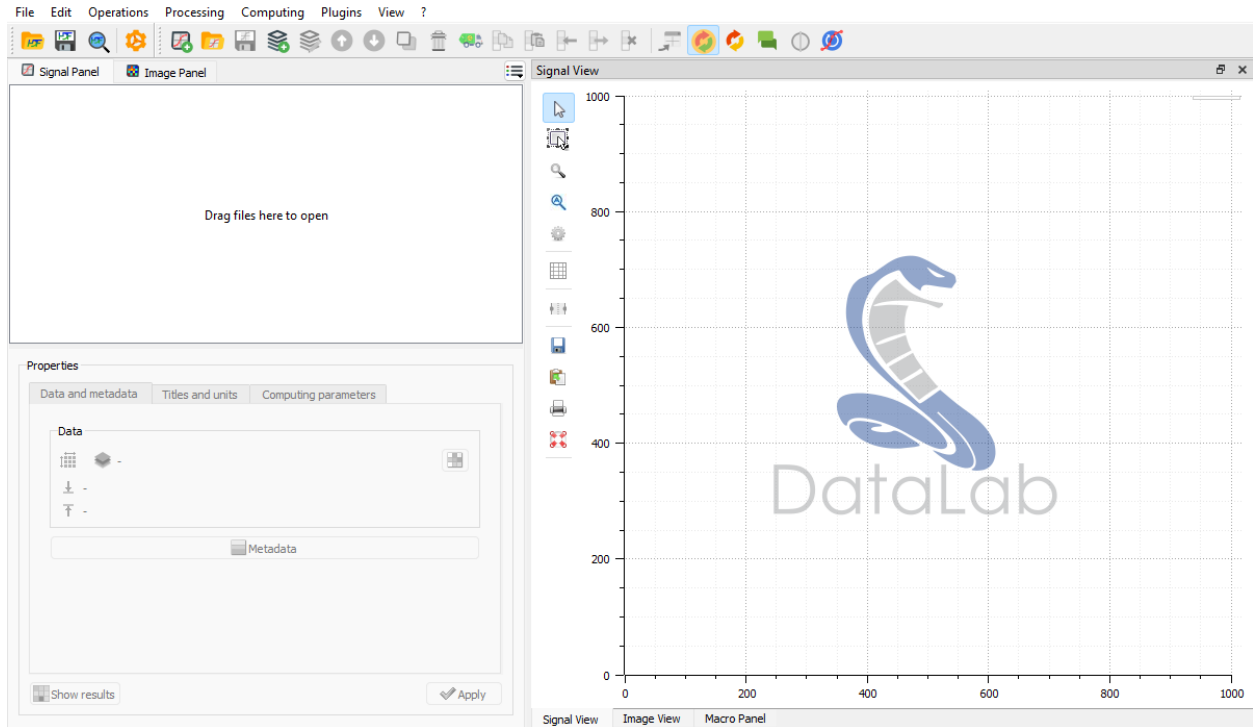 File Edit Operations Processing Computing Plugins View ?
Signal Panel Image Panel
Drag files here to open
Properties
Data and metadata Titles and units Computing parameters
Data
-
-
-
Metadata
Show results Apply
Signal View
1000
800
600
400
200
0
0 200 400 600 800 1000
DataLab
Signal View Image View Macro Panel